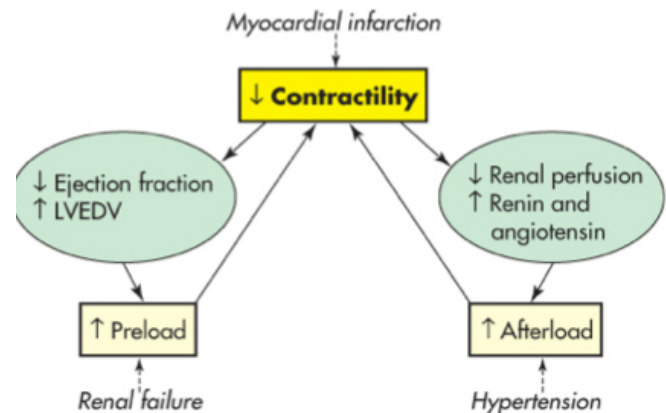 Myocardial infarction
↓ Contractility
↓ Ejection fraction
↑ LVEDV
↓ Renal perfusion
↑ Renin and
angiotensin
↑ Preload
↑ Afterload
Renal failure
Hypertension